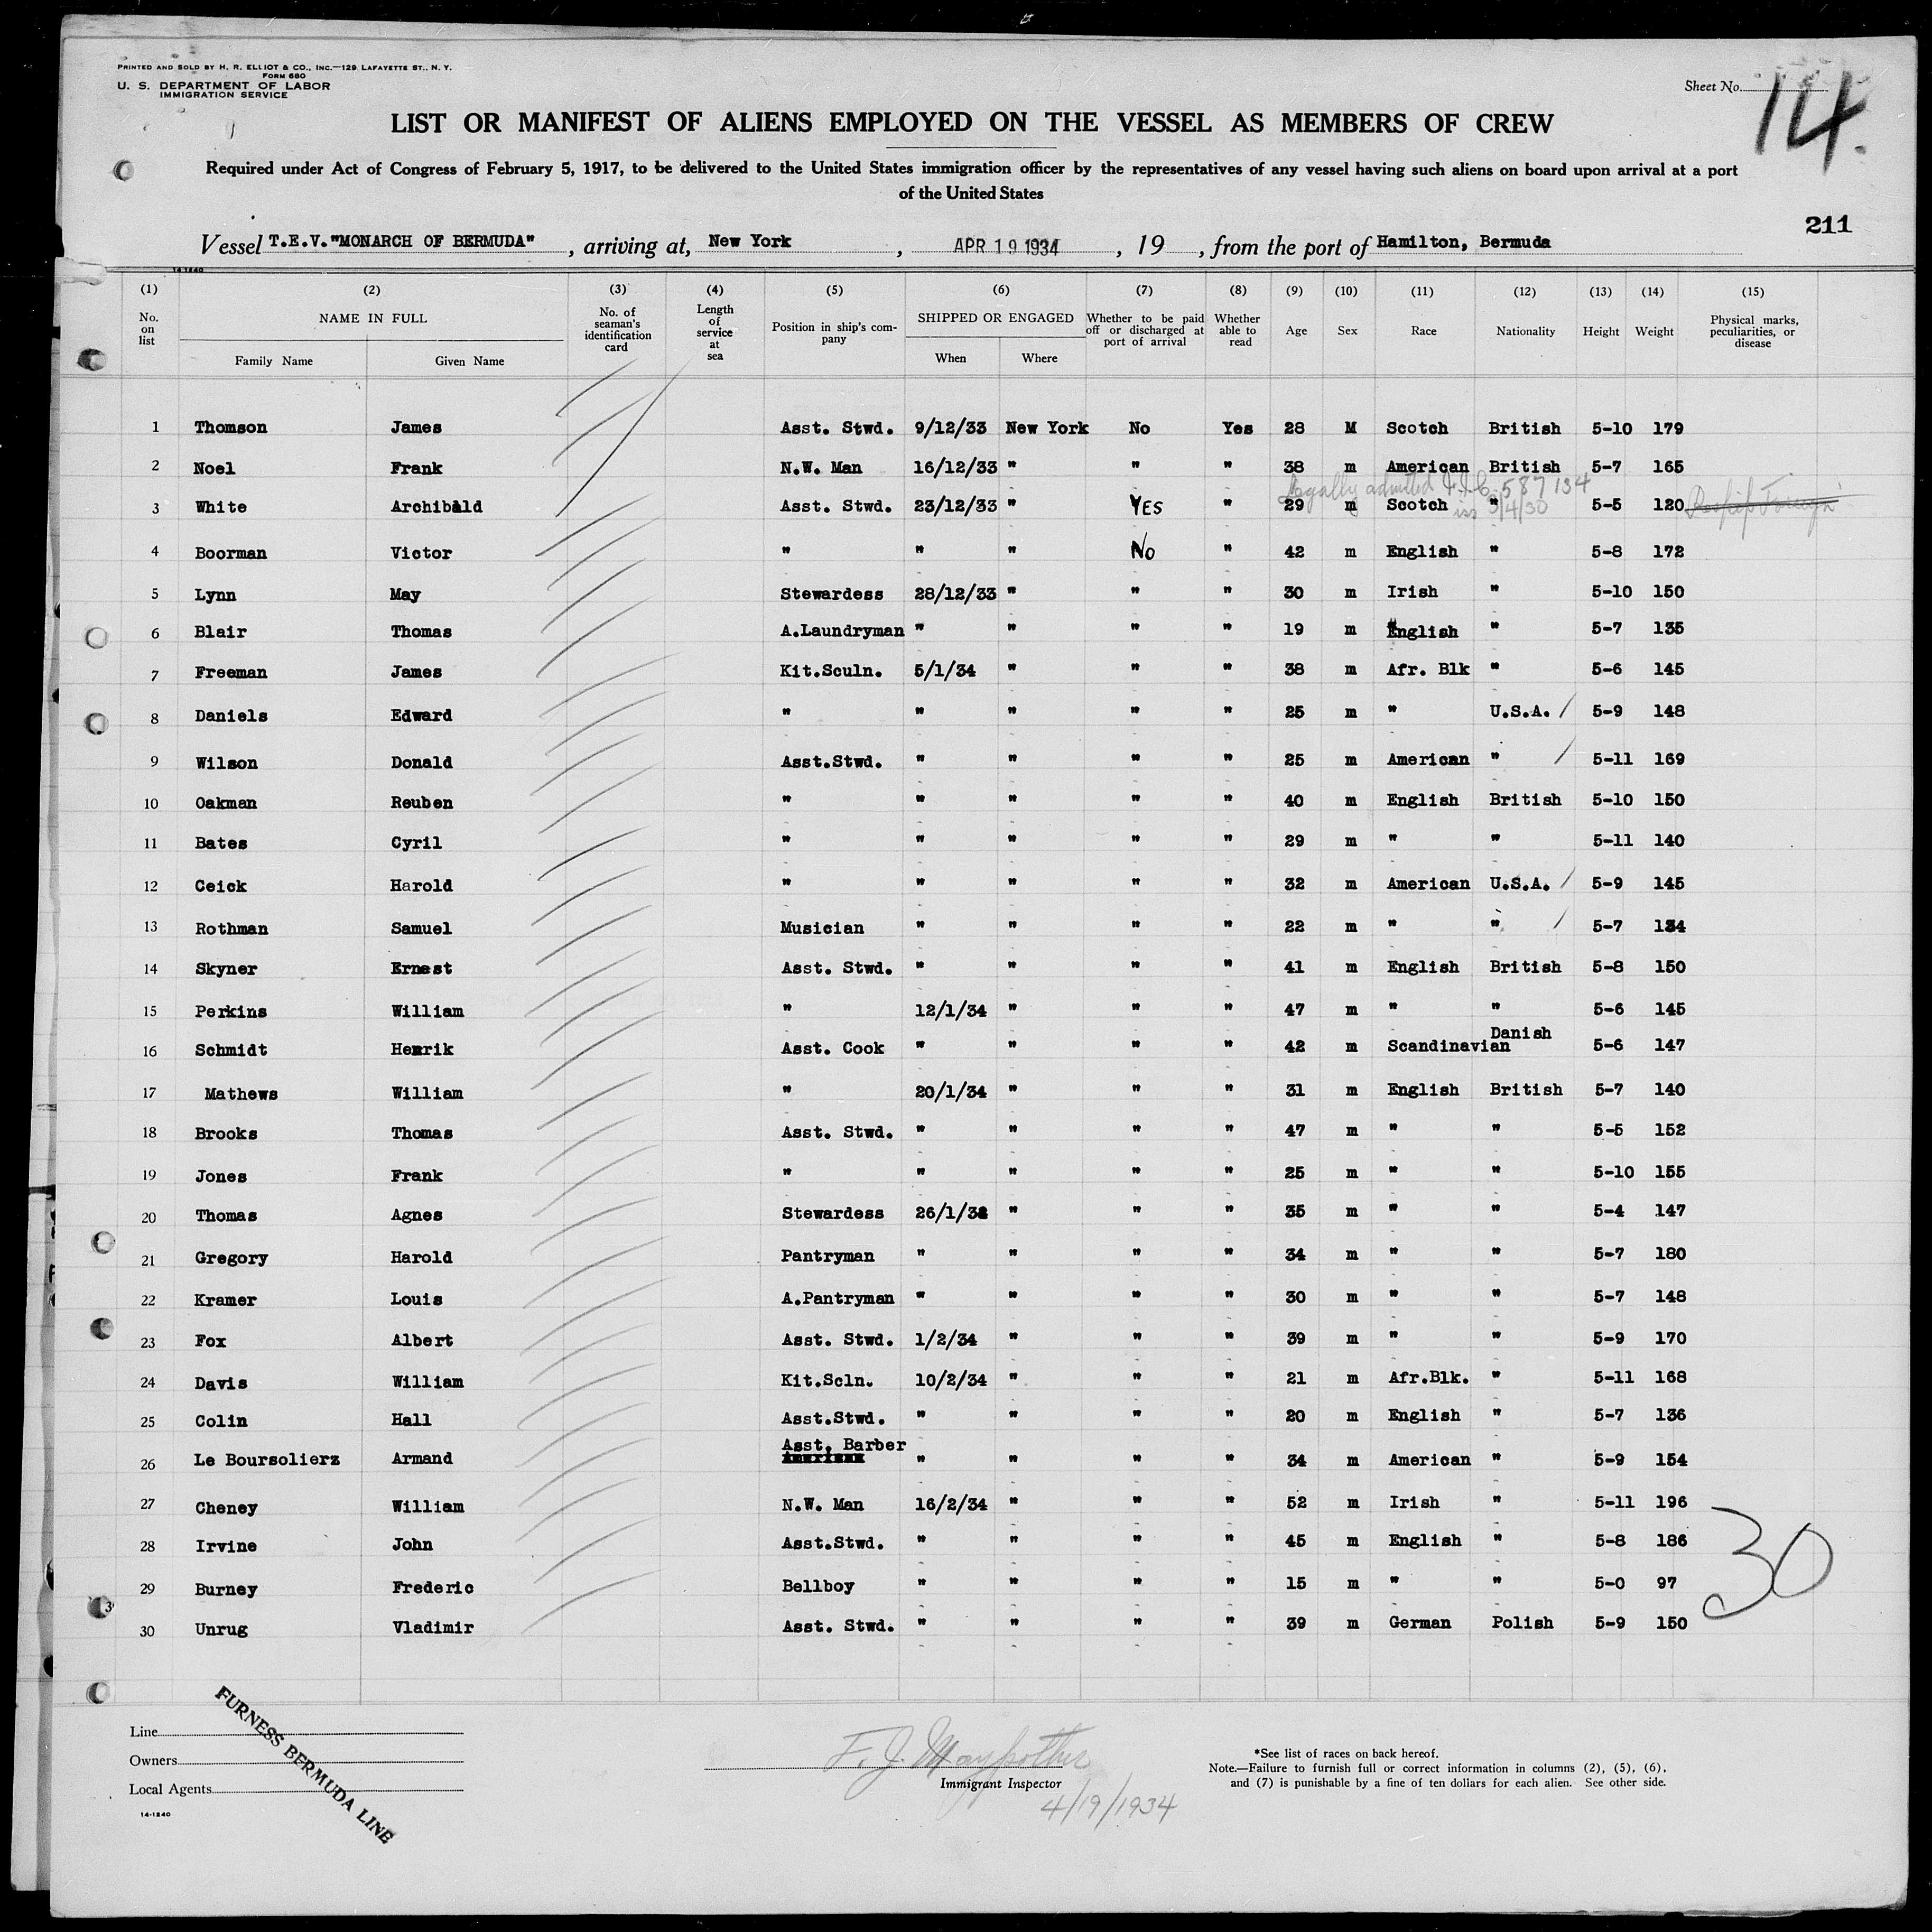 PRINTED AND SOLD BY H. R. ELLIOT & CO., INC.—129 LAFAYETTE ST., N. Y.
FORM 680
U. S. DEPARTMENT OF LABOR
IMMIGRATION SERVICE
Sheet No. 14.
LIST OR MANIFEST OF ALIENS EMPLOYED ON THE VESSEL AS MEMBERS OF CREW
Required under Act of Congress of February 5, 1917, to be delivered to the United States immigration officer by the representatives of any vessel having such aliens on board upon arrival at a port
of the United States
211
Vessel T.E.V. "MONARCH OF BERMUDA", arriving at, New York, APR 19 1934, 19 , from the port of Hamilton, Bermuda
14-1240
(1) (2) (3) (4) (5) (6) (7) (8) (9) (10) (11) (12) (13) (14) (15)
No. on list NAME IN FULL Family Name Given Name No. of seaman's identification card Length of service at sea Position in ship's company SHIPPED OR ENGAGED When Where Whether to be paid off or discharged at port of arrival Whether able to read Age Sex Race Nationality Height Weight Physical marks, peculiarities, or disease
1 Thomson James Asst. Stwd. 9/12/33 New York No Yes 28 M Scotch British 5-10 179
2 Noel Frank N.W. Man 16/12/33 " " " 38 m American British 5-7 165
legally admitted 587134
3 White Archibald Asst. Stwd. 23/12/33 " YES " 29 m Scotch " 5-5 120
iss 3/4/30
4 Boorman Victor " " " No " 42 m English " 5-8 172
5 Lynn May Stewardess 28/12/33 " " " 30 m Irish " 5-10 150
6 Blair Thomas A.Laundryman " " " " 19 m English " 5-7 135
7 Freeman James Kit.Sculn. 5/1/34 " " " 38 m Afr. Blk " 5-6 145
8 Daniels Edward " " " " " 25 m " U.S.A. / 5-9 148
9 Wilson Donald Asst.Stwd. " " " " 25 m American " / 5-11 169
10 Oakman Reuben " " " " " 40 m English British 5-10 150
11 Bates Cyril " " " " " 29 m " " 5-11 140
12 Ceick Harold " " " " " 32 m American U.S.A. / 5-9 145
13 Rothman Samuel Musician " " " " 22 m " " / 5-7 134
14 Skyner Ernest Asst. Stwd. " " " " 41 m English British 5-8 150
15 Perkins William " 12/1/34 " " " 47 m " " 5-6 145
16 Schmidt Henrik Asst. Cook " " " " 42 m Scandinavian Danish 5-6 147
17 Mathews William " 20/1/34 " " " 31 m English British 5-7 140
18 Brooks Thomas Asst. Stwd. " " " " 47 m " " 5-5 152
19 Jones Frank " " " " " 25 m " " 5-10 155
20 Thomas Agnes Stewardess 26/1/34 " " " 35 m " " 5-4 147
21 Gregory Harold Pantryman " " " " 34 m " " 5-7 180
22 Kramer Louis A.Pantryman " " " " 30 m " " 5-7 148
23 Fox Albert Asst. Stwd. 1/2/34 " " " 39 m " " 5-9 170
24 Davis William Kit.Scln. 10/2/34 " " " 21 m Afr.Blk. " 5-11 168
25 Colin Hall Asst.Stwd. " " " " 20 m English " 5-7 136
26 Le Boursolierz Armand Asst. Barber " " " " 34 m American " 5-9 154
27 Cheney William N.W. Man 16/2/34 " " " 52 m Irish " 5-11 196
28 Irvine John Asst.Stwd. " " " " 45 m English " 5-8 186
29 Burney Frederic Bellboy " " " " 15 m " " 5-0 97
30 Unrug Vladimir Asst. Stwd. " " " " 39 m German Polish 5-9 150
30
Line
Owners
Local Agents
FURNESS BERMUDA LINE
14-1240
F. J. Maypother
Immigrant Inspector
4/19/1934
*See list of races on back hereof.
Note.—Failure to furnish full or correct information in columns (2), (5), (6),
and (7) is punishable by a fine of ten dollars for each alien. See other side.